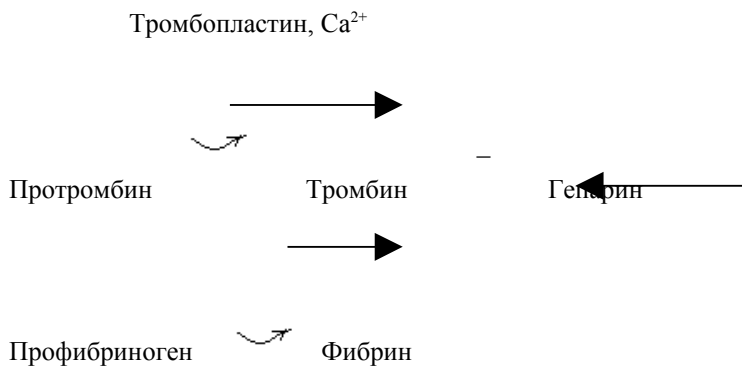 Тромбопластин, Ca²⁺
–
Протромбин Тромбин Гепарин
Профибриноген Фибрин